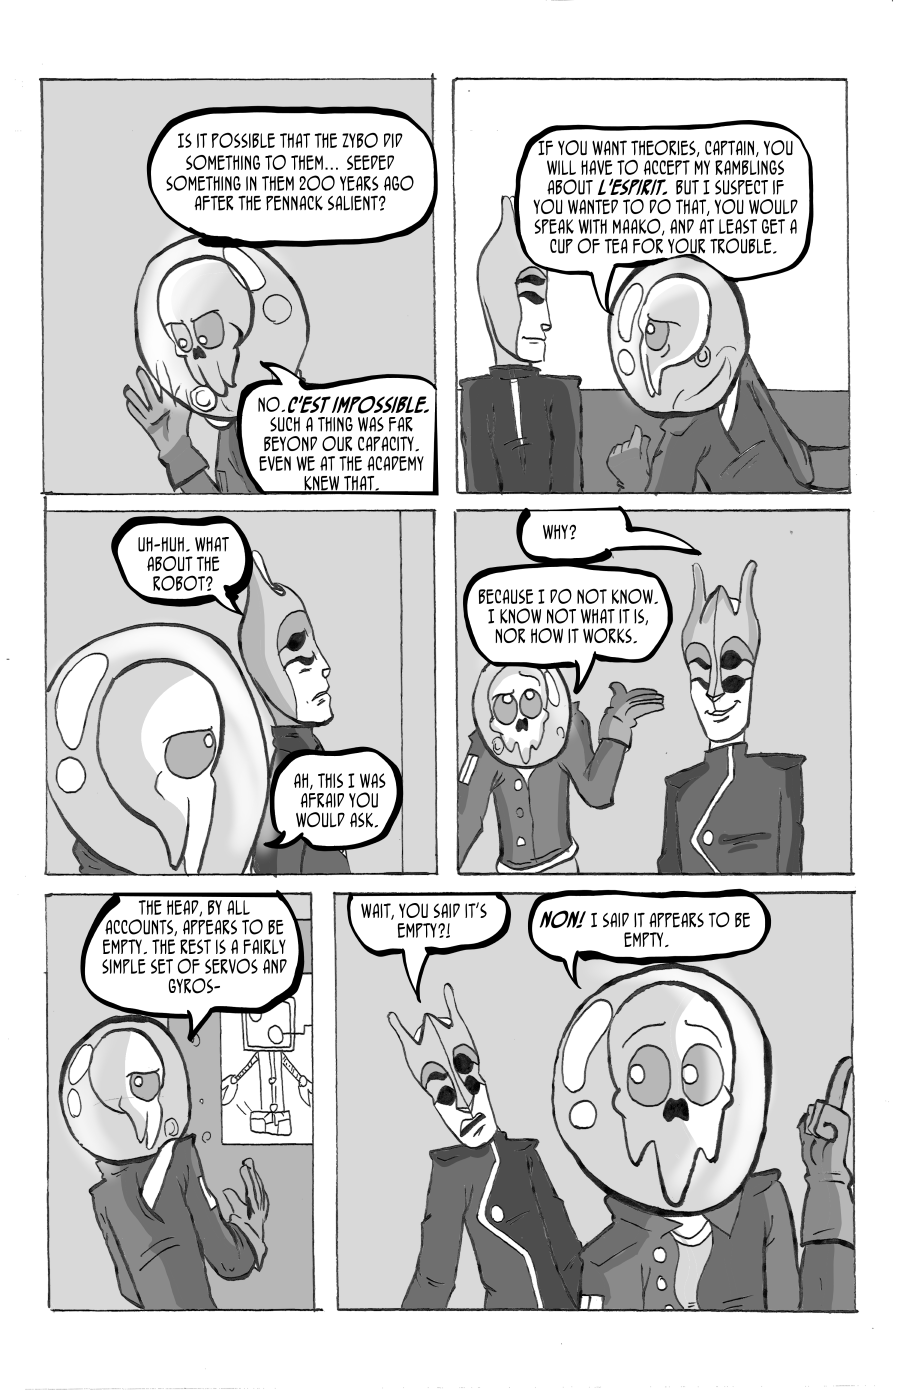 IS IT POSSIBLE THAT THE ZYBO DID
SOMETHING TO THEM... SEEDED
SOMETHING IN THEM 200 YEARS AGO
AFTER THE PENNACK SALIENT?
NO. C'EST IMPOSSIBLE.
SUCH A THING WAS FAR
BEYOND OUR CAPACITY.
EVEN WE AT THE ACADEMY
KNEW THAT.
IF YOU WANT THEORIES, CAPTAIN, YOU
WILL HAVE TO ACCEPT MY RAMBLINGS
ABOUT L'ESPIRIT. BUT I SUSPECT IF
YOU WANTED TO DO THAT, YOU WOULD
SPEAK WITH MAAKO, AND AT LEAST GET A
CUP OF TEA FOR YOUR TROUBLE.
UH-HUH. WHAT
ABOUT THE
ROBOT?
AH, THIS I WAS
AFRAID YOU
WOULD ASK.
WHY?
BECAUSE I DO NOT KNOW.
I KNOW NOT WHAT IT IS,
NOR HOW IT WORKS.
THE HEAD, BY ALL
ACCOUNTS, APPEARS TO BE
EMPTY. THE REST IS A FAIRLY
SIMPLE SET OF SERVOS AND
GYROS-
WAIT, YOU SAID IT'S
EMPTY?!
NON! I SAID IT APPEARS TO BE
EMPTY.